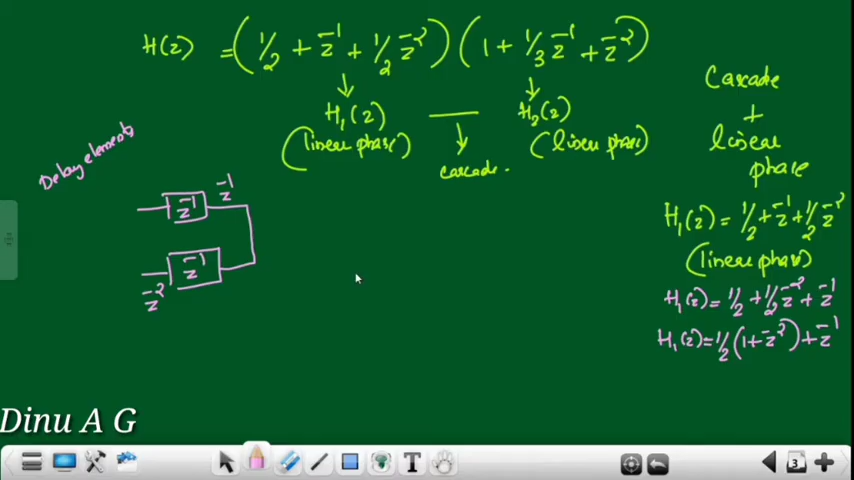 H(z) = (1/2 + z⁻¹ + 1/2 z⁻²) (1 + 1/3 z⁻¹ + z⁻²)
H₁(z) — H₂(z)
(linear phase) (linear phase)
cascade.
Cascade
+
linear
phase
H₁(z) = 1/2 + z⁻¹ + 1/2 z⁻²
(linear phase)
H₁(z) = 1/2 + 1/2 z⁻² + z⁻¹
H₁(z) = 1/2 (1 + z⁻²) + z⁻¹
Delay elements
z⁻¹ z⁻¹
z⁻¹
z⁻²
Dinu A G
T
3